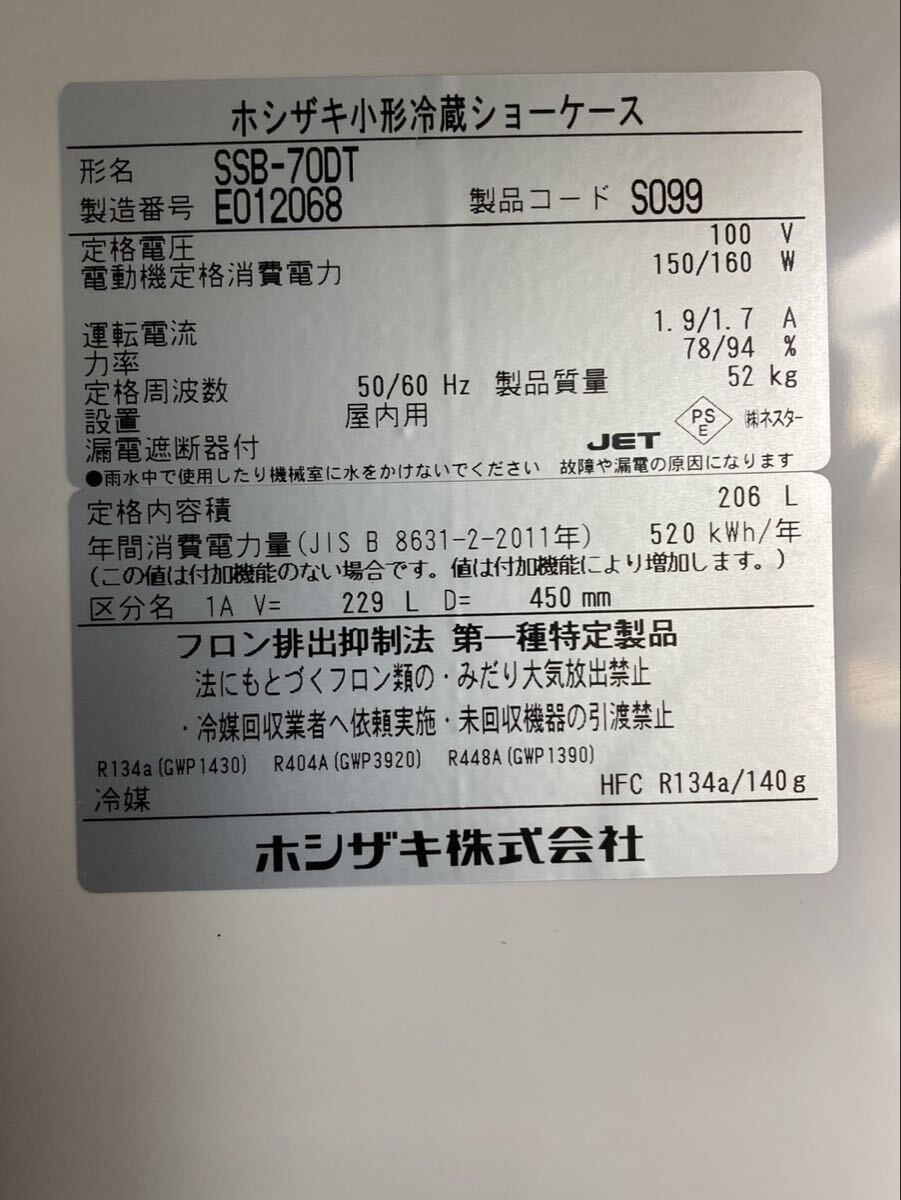 ホシザキ小形冷蔵ショーケース
形名 SSB-70DT
製造番号 E012068 製品コード S099
定格電圧 100 V
電動機定格消費電力 150/160 W
運転電流 1.9/1.7 A
力率 78/94 %
定格周波数 50/60 Hz 製品質量 52 kg
設置 屋内用
漏電遮断器付 JET PS E ㈱ネスター
●雨水中で使用したり機械室に水をかけないでください 故障や漏電の原因になります
定格内容積 206 L
年間消費電力量(JIS B 8631-2-2011年) 520 kWh/年
(この値は付加機能のない場合です。値は付加機能により増加します。)
区分名 1A V= 229 L D= 450 mm
フロン排出抑制法 第一種特定製品
法にもとづくフロン類の・みだり大気放出禁止
・冷媒回収業者へ依頼実施・未回収機器の引渡禁止
R134a(GWP1430) R404A(GWP3920) R448A(GWP1390)
冷媒 HFC R134a/140g
ホシザキ株式会社